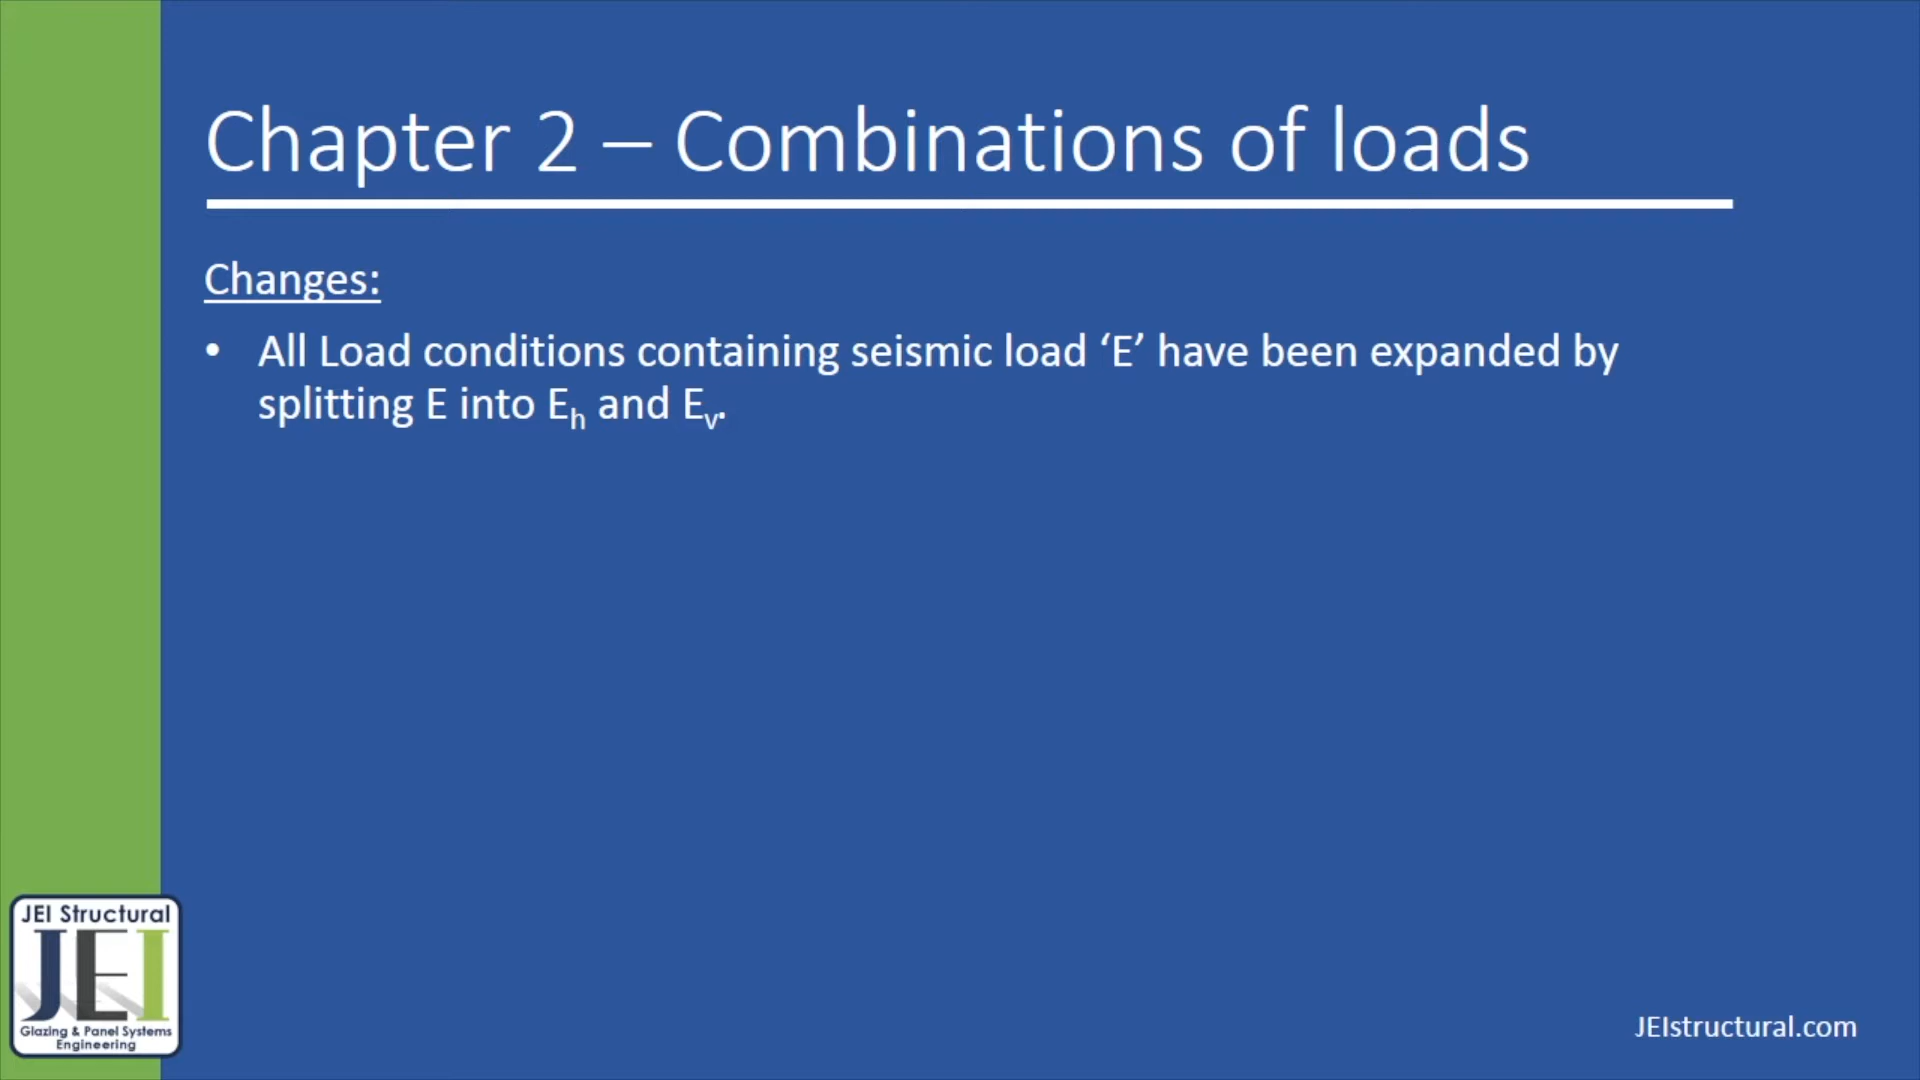 Chapter 2 – Combinations of loads
Changes:
• All Load conditions containing seismic load ‘E’ have been expanded by
splitting E into Eₕ and Eᵥ.
JEI Structural
JEI
Glazing & Panel Systems
Engineering
JEIstructural.com